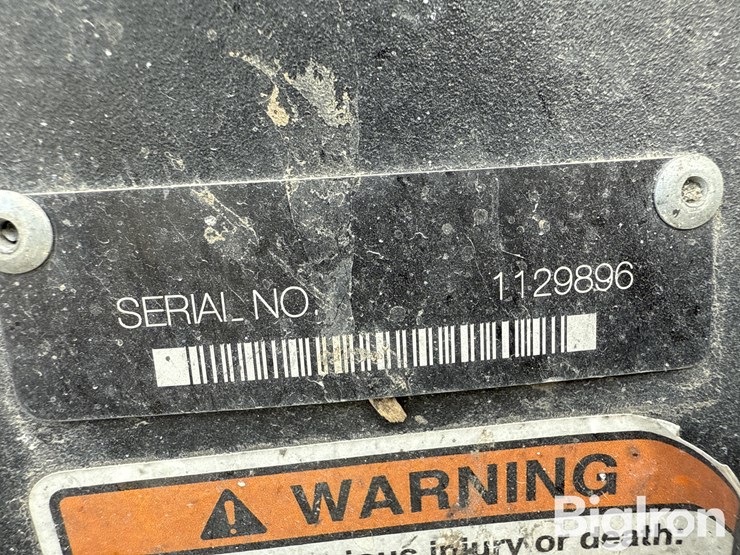 SERIAL NO. 1129896
WARNING
injury or death.
BigIron